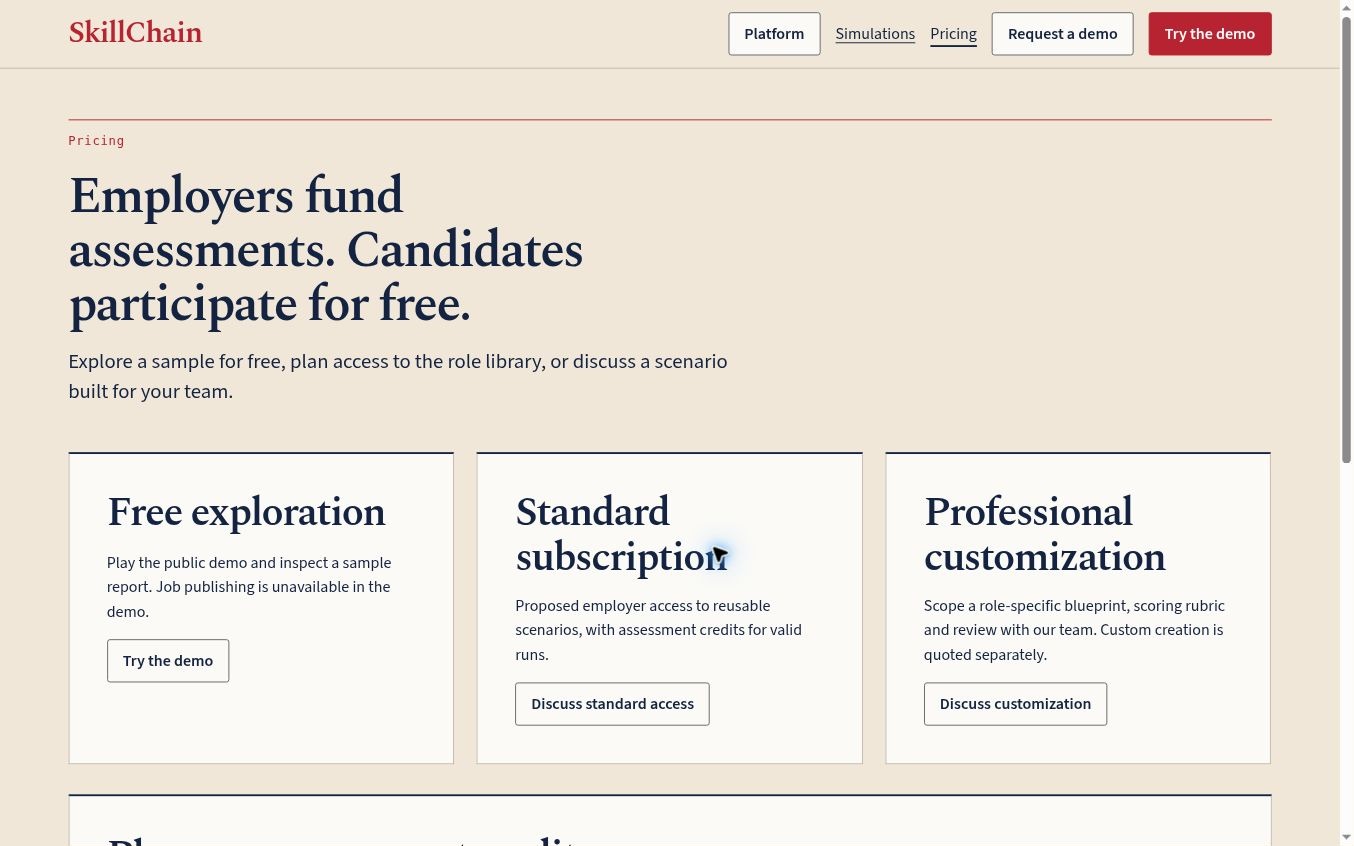 SkillChain
Platform
Simulations
Pricing
Request a demo
Try the demo
Pricing
Employers fund
assessments. Candidates
participate for free.
Explore a sample for free, plan access to the role library, or discuss a scenario
built for your team.
Free exploration
Play the public demo and inspect a sample
report. Job publishing is unavailable in the
demo.
Try the demo
Standard
subscription
Proposed employer access to reusable
scenarios, with assessment credits for valid
runs.
Discuss standard access
Professional
customization
Scope a role-specific blueprint, scoring rubric
and review with our team. Custom creation is
quoted separately.
Discuss customization